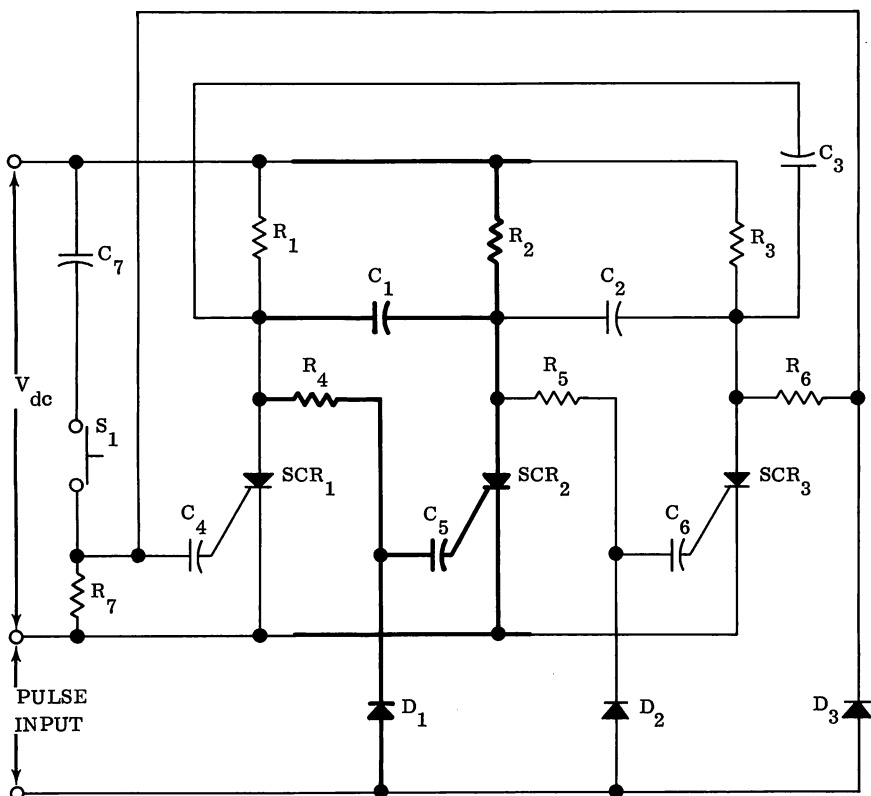 C3
R1
R2
R3
C7
C1
C2
R4
R5
R6
Vdc
S1
SCR1
SCR2
SCR3
C4
C5
C6
R7
PULSE
INPUT
D1
D2
D3